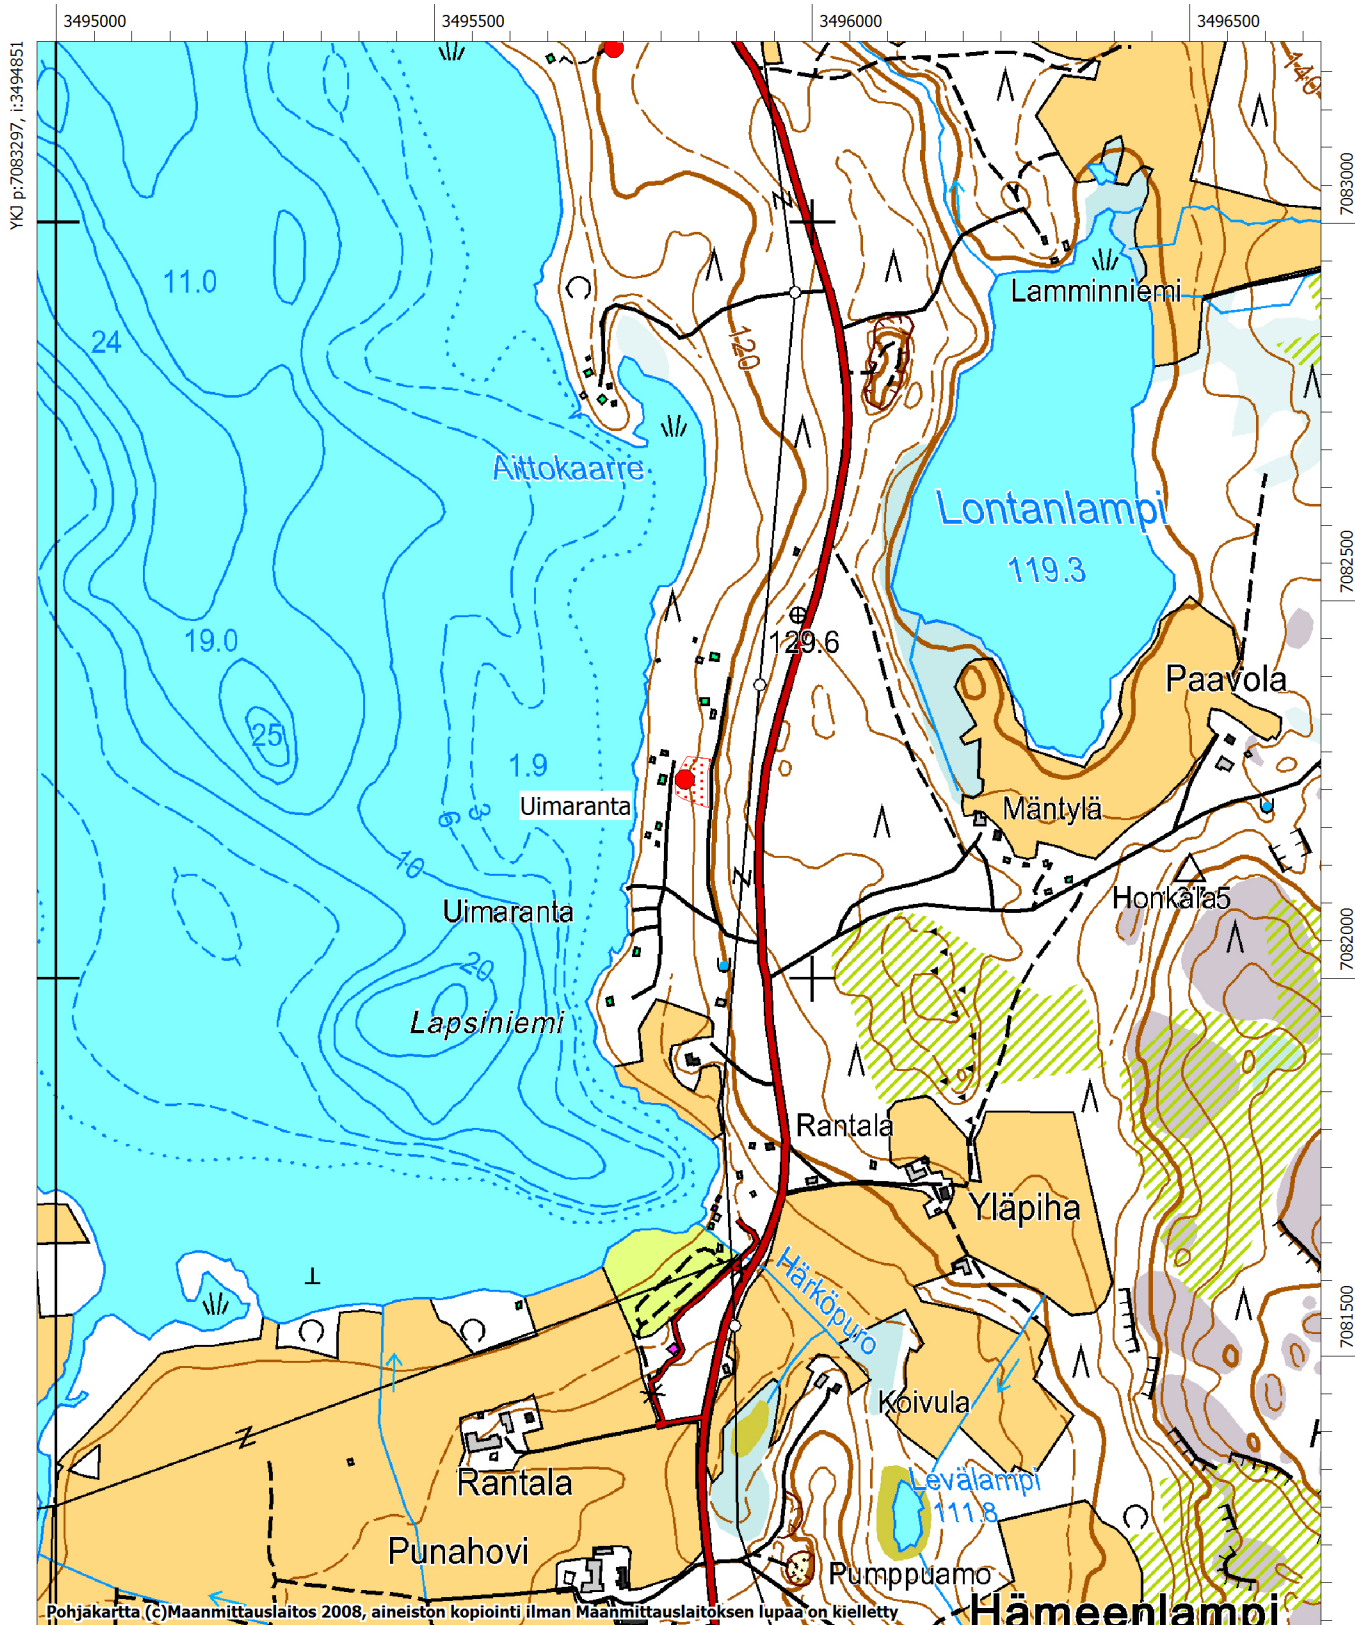 3495000
3495500
3496000
3496500
YKJ p:7083297, i:3494851
140
7083000
11.0
Lamminniemi
24
120
Aittokaarre
Lontanlampi
119.3
7082500
19.0
129.6
Paavola
25
1.9
Uimaranta
Mäntylä
6
3
10
Honkala5
Uimaranta
7082000
20
Lapsiniemi
Rantala
Yläpiha
Härköpuro
7081500
Koivula
Rantala
Levälampi
111.8
Punahovi
Pumppuamo
Hämeenlampi
Pohjakartta (c)Maanmittauslaitos 2008, aineiston kopiointi ilman Maanmittauslaitoksen lupaa on kielletty